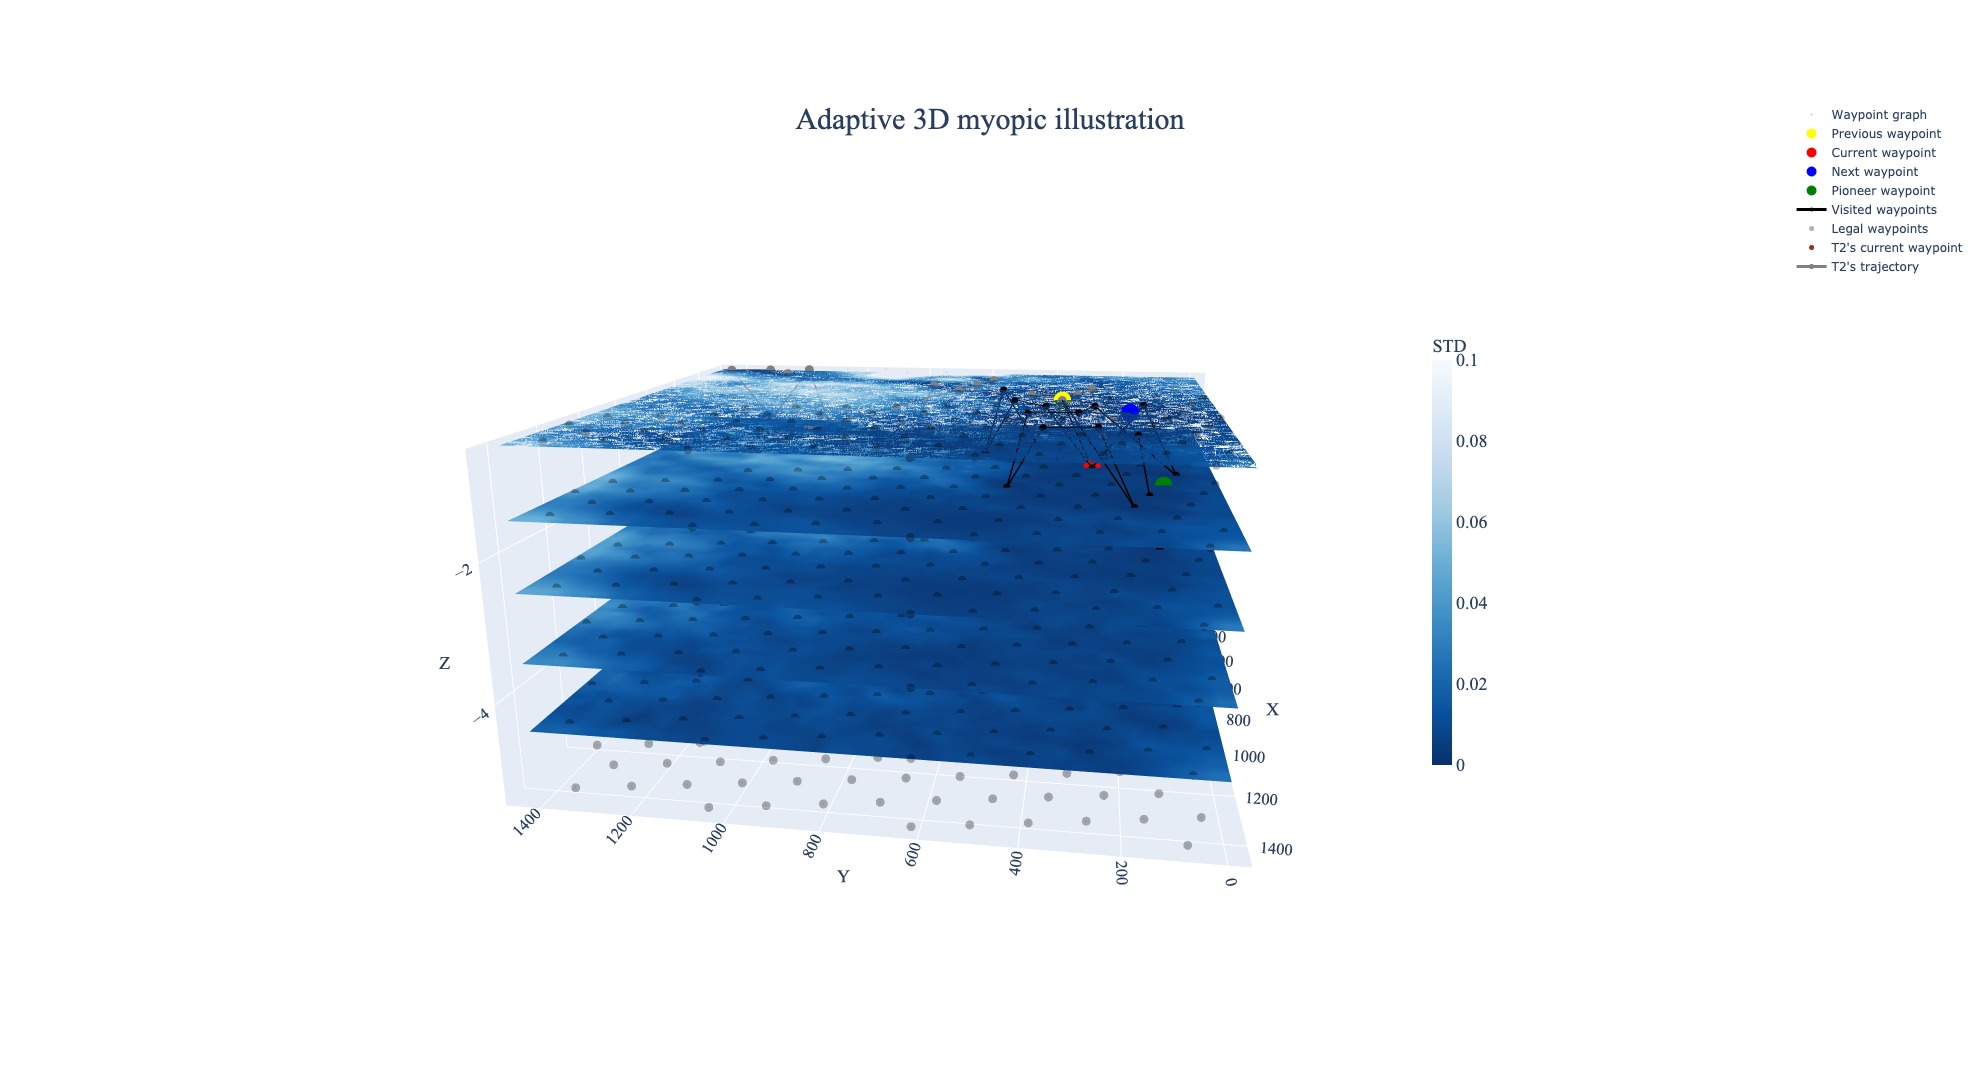 Adaptive 3D myopic illustration
Waypoint graph
Previous waypoint
Current waypoint
Next waypoint
Pioneer waypoint
Visited waypoints
Legal waypoints
T2's current waypoint
T2's trajectory
STD
0.1
0.08
0.06
0.04
0.02
0
−2
−4
Z
1400
1200
1000
800
600
400
200
0
Y
X
800
1000
1200
1400